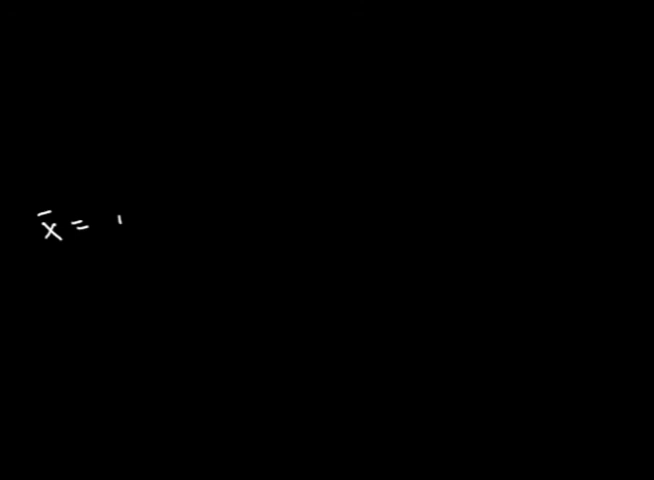 x̄ =